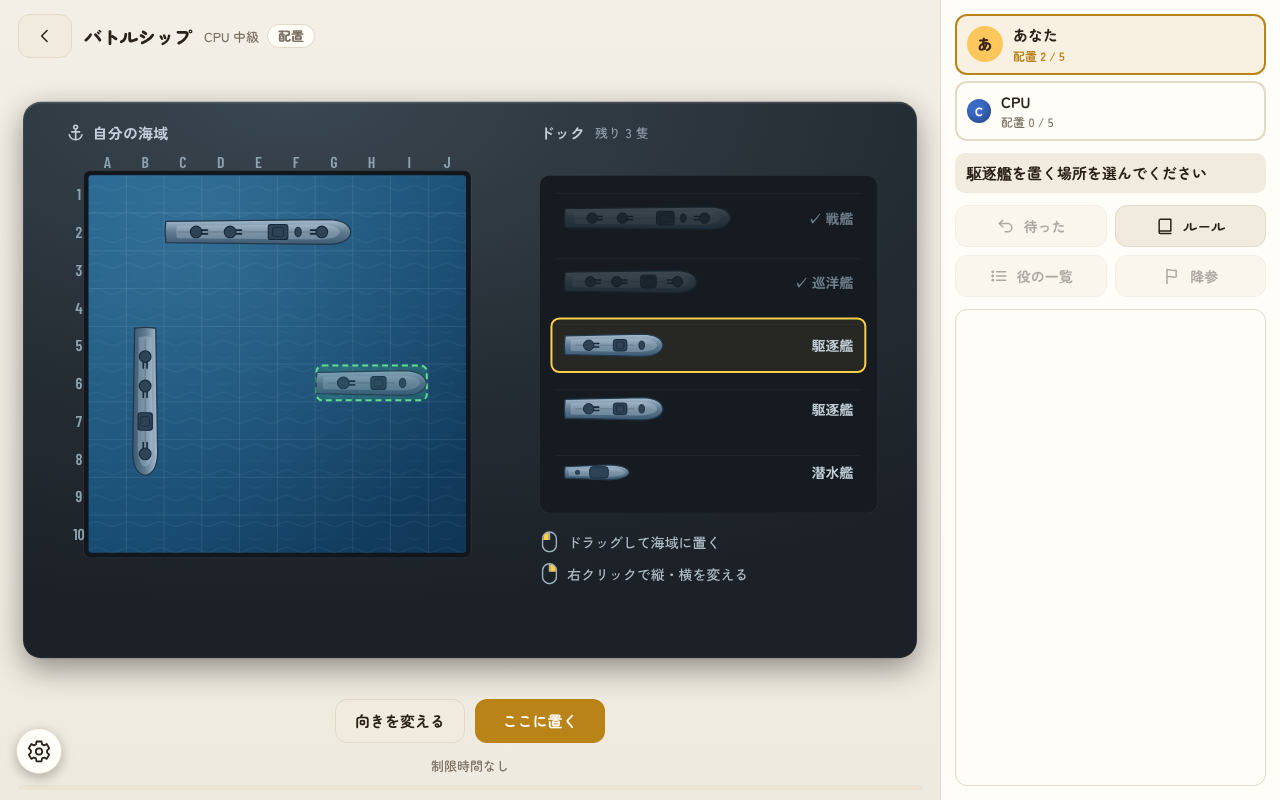 バトルシップ CPU 中級 配置
自分の海域
A B C D E F G H I J
1
2
3
4
5
6
7
8
9
10
ドック 残り 3 隻
✓ 戦艦
✓ 巡洋艦
駆逐艦
駆逐艦
潜水艦
ドラッグして海域に置く
右クリックで縦・横を変える
向きを変える ここに置く
制限時間なし
あ あなた
配置 2 / 5
C CPU
配置 0 / 5
駆逐艦を置く場所を選んでください
待った ルール
役の一覧 降参